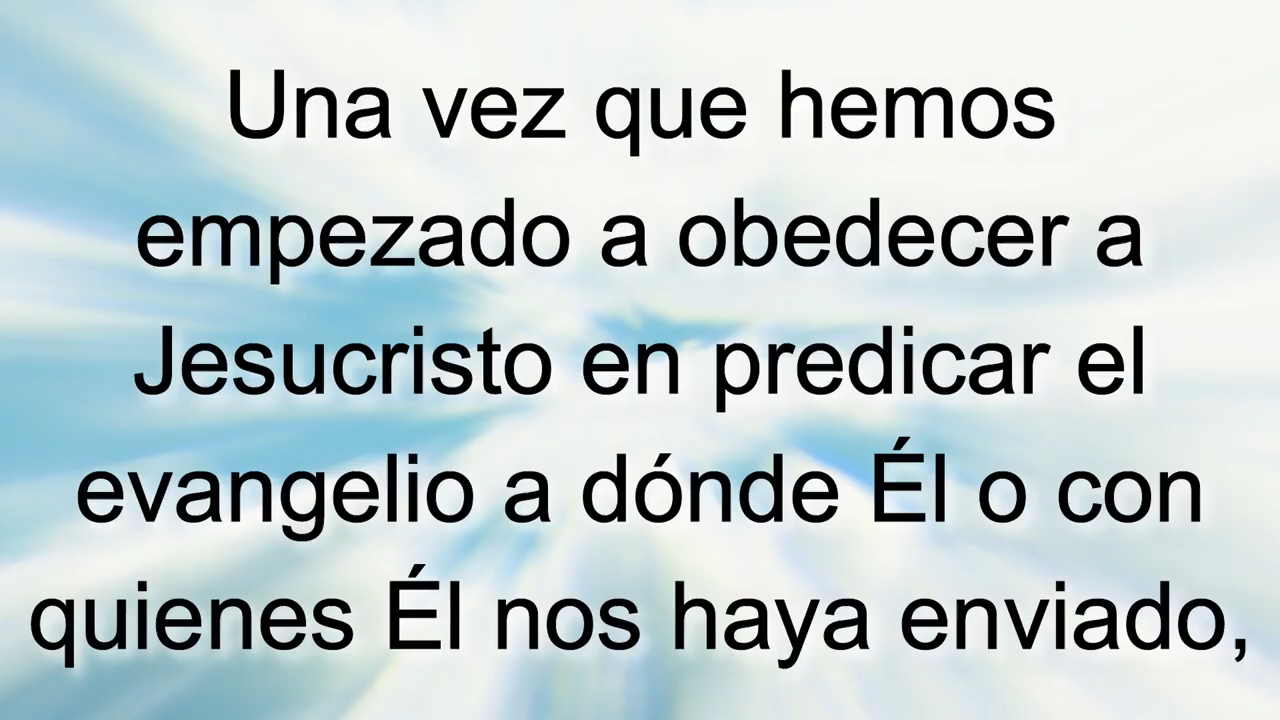 Una vez que hemos
empezado a obedecer a
Jesucristo en predicar el
evangelio a dónde Él o con
quienes Él nos haya enviado,